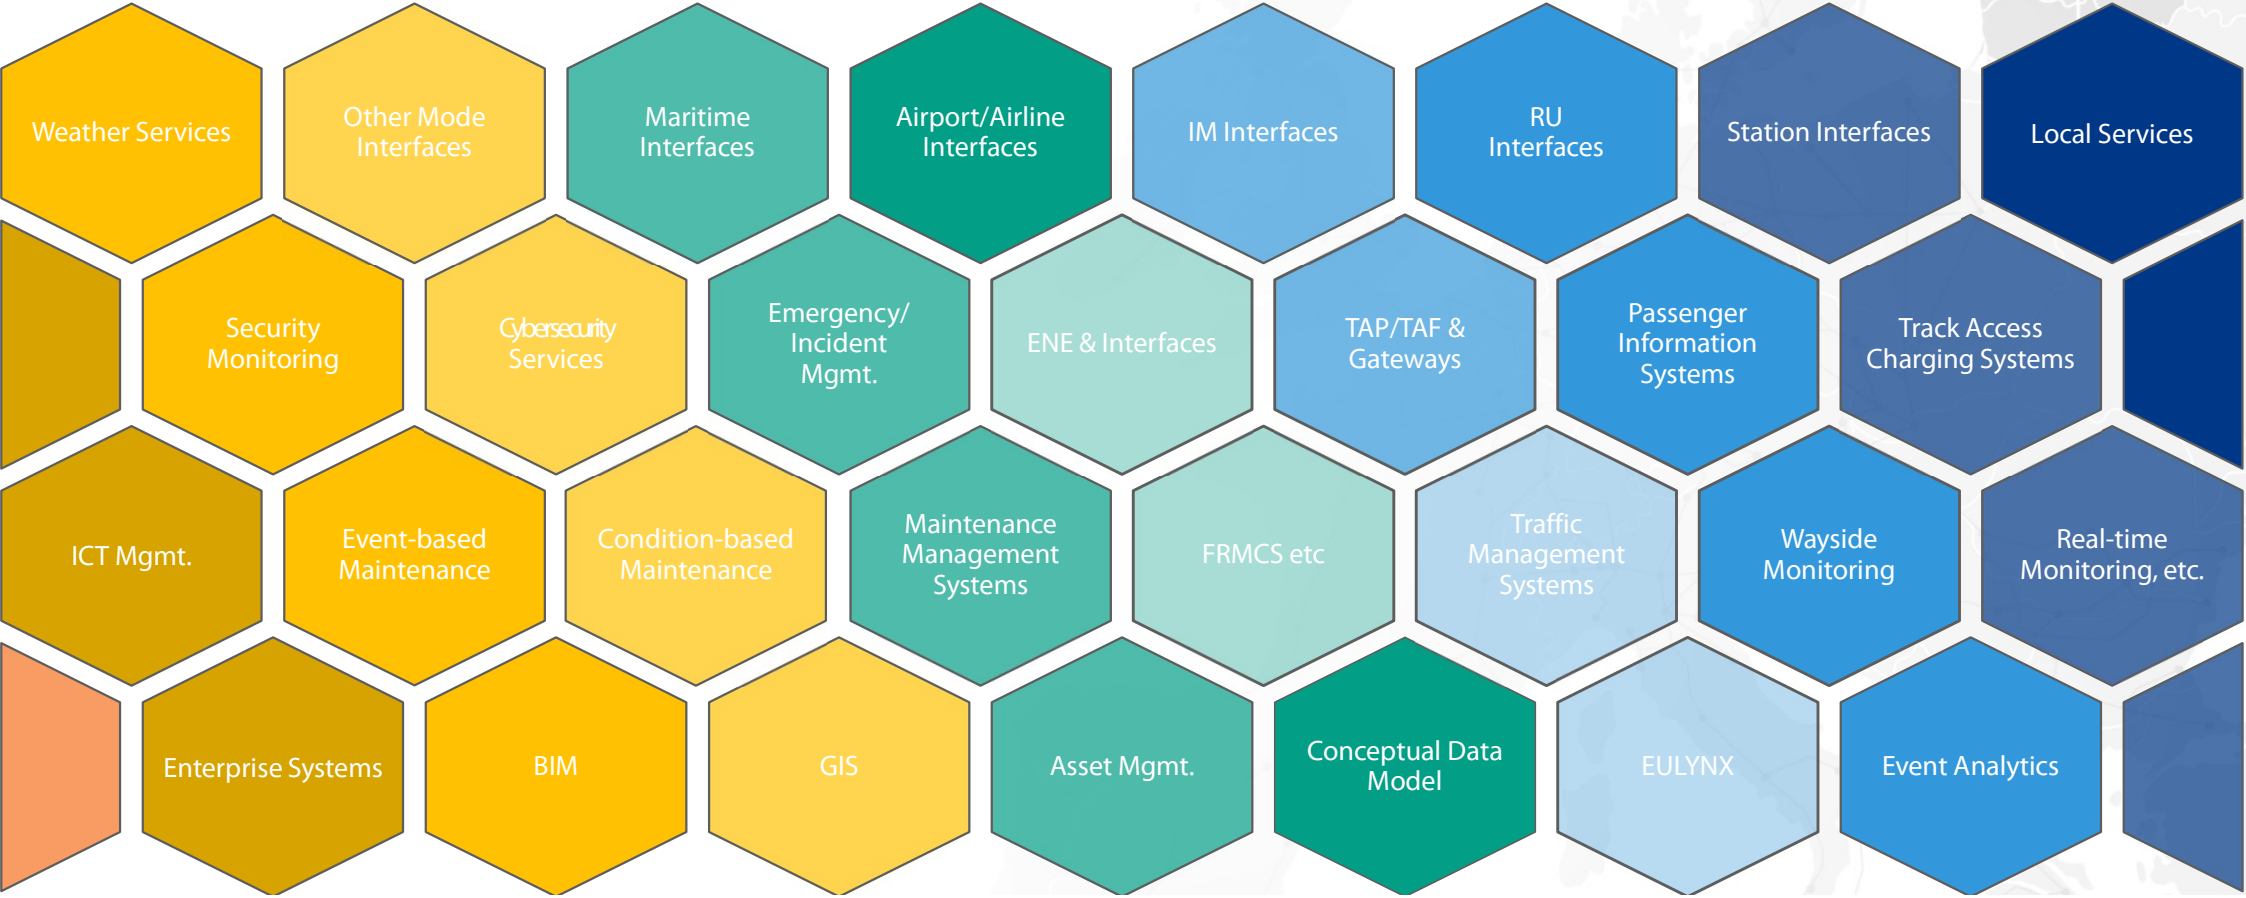 Weather Services
Other Mode
Interfaces
Maritime
Interfaces
Airport/Airline
Interfaces
IM Interfaces
RU
Interfaces
Station Interfaces
Local Services
Security
Monitoring
Cybersecurity
Services
Emergency/
Incident
Mgmt.
ENE & Interfaces
TAP/TAF &
Gateways
Passenger
Information
Systems
Track Access
Charging Systems
ICT Mgmt.
Event-based
Maintenance
Condition-based
Maintenance
Maintenance
Management
Systems
FRMCS etc
Traffic
Management
Systems
Wayside
Monitoring
Real-time
Monitoring, etc.
Enterprise Systems
BIM
GIS
Asset Mgmt.
Conceptual Data
Model
EULYNX
Event Analytics